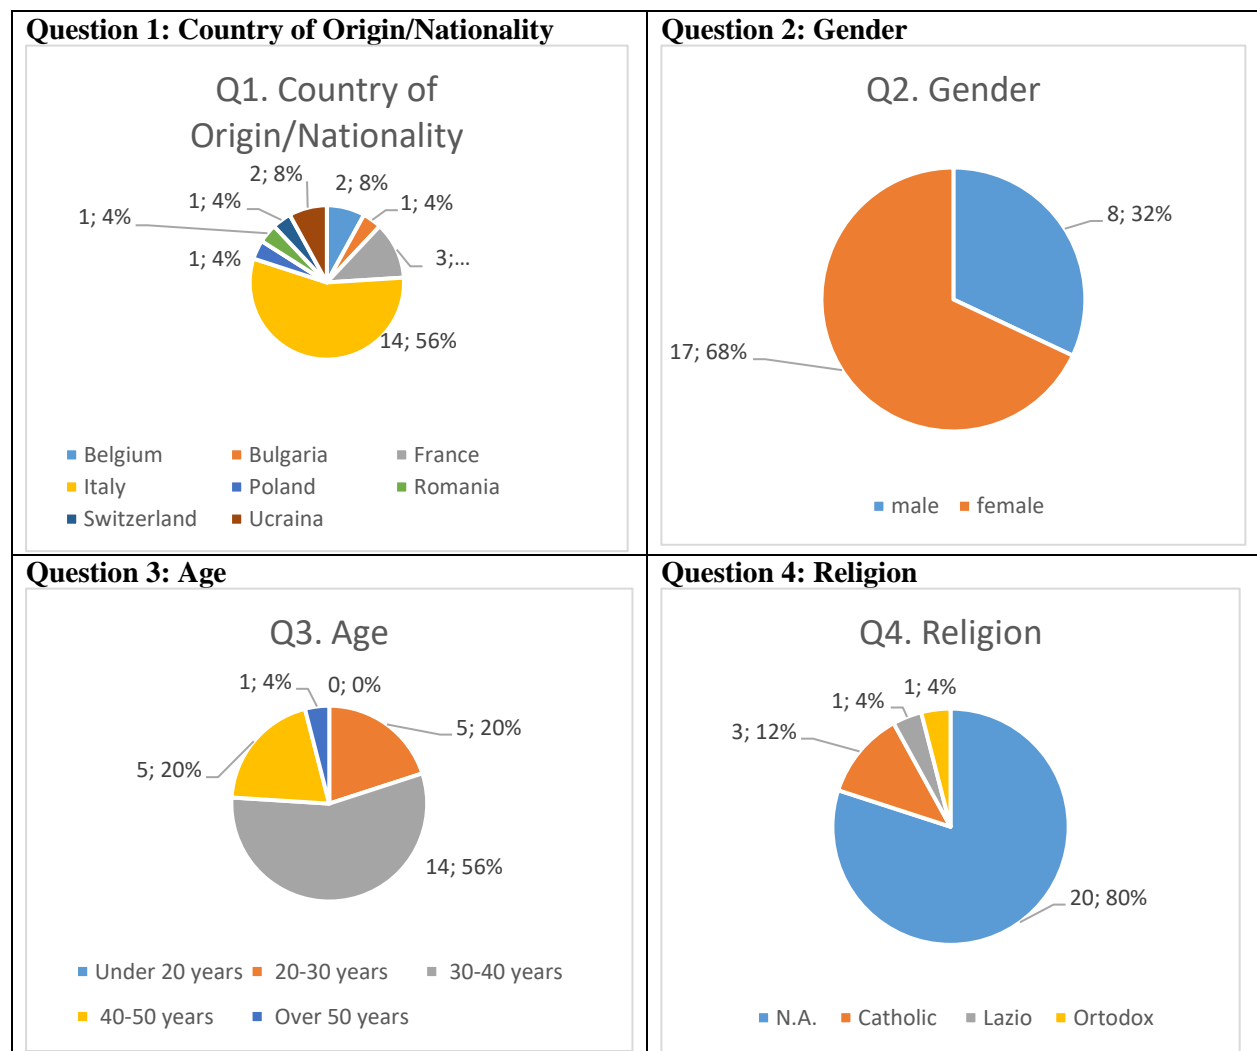 Question 1: Country of Origin/Nationality
Q1. Country of
Origin/Nationality
2; 8%
2; 8%
1; 4%
1; 4%
1; 4%
3;...
1; 4%
14; 56%
Belgium
Bulgaria
France
Italy
Poland
Romania
Switzerland
Ucraina
Question 2: Gender
Q2. Gender
8; 32%
17; 68%
male
female
Question 3: Age
Q3. Age
1; 4%
0; 0%
5; 20%
5; 20%
14; 56%
Under 20 years
20-30 years
30-40 years
40-50 years
Over 50 years
Question 4: Religion
Q4. Religion
1; 4%
1; 4%
3; 12%
20; 80%
N.A.
Catholic
Lazio
Ortodox